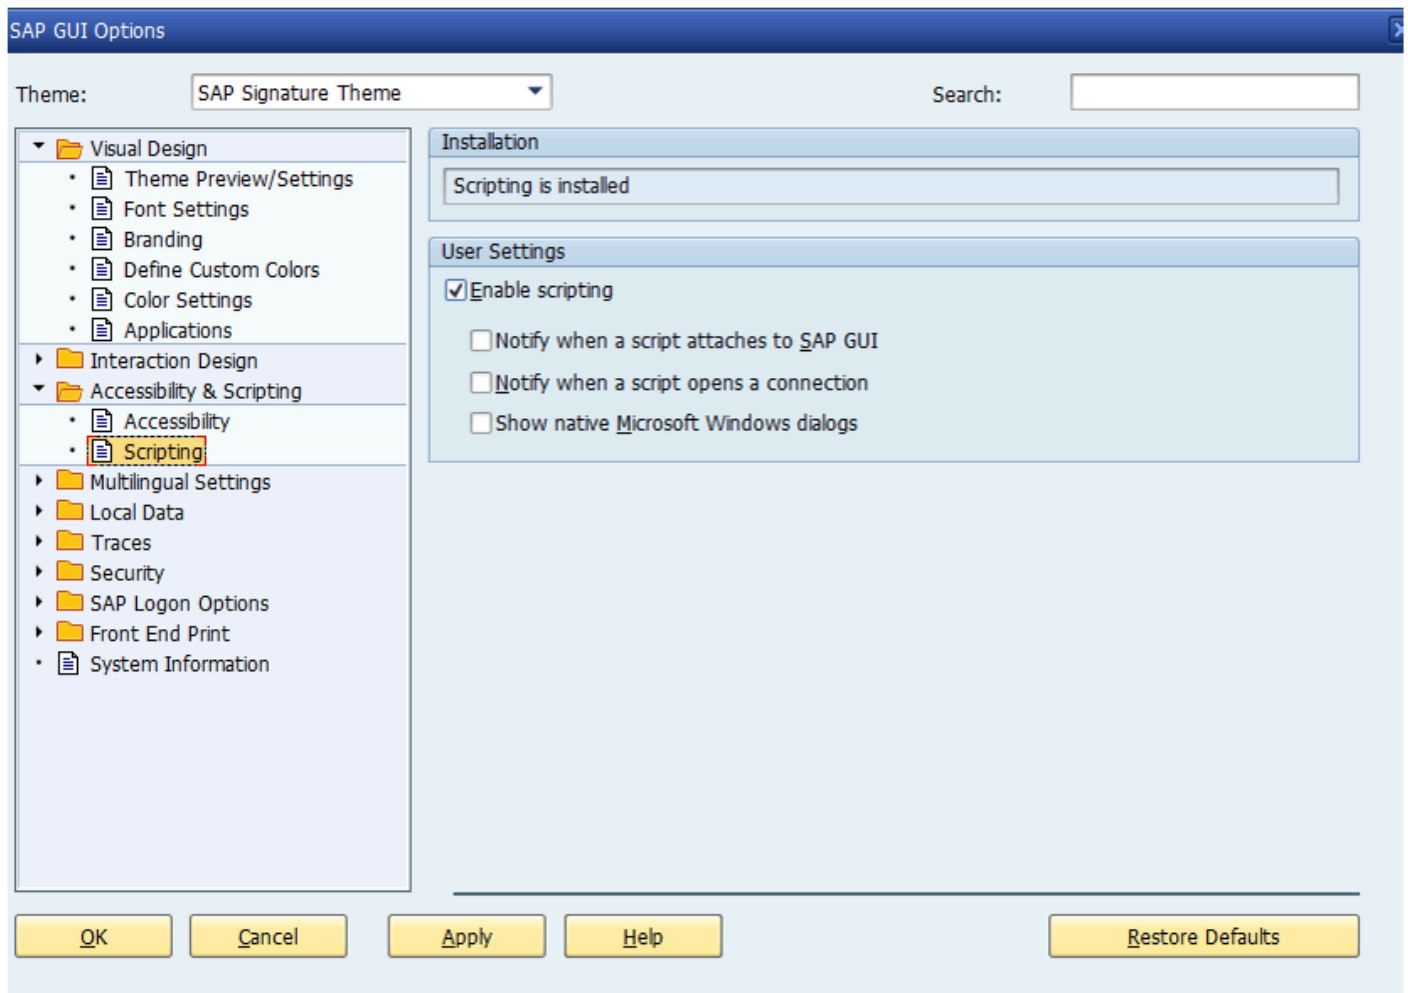 SAP GUI Options
Theme: SAP Signature Theme Search:
Visual Design
Theme Preview/Settings
Font Settings
Branding
Define Custom Colors
Color Settings
Applications
Interaction Design
Accessibility & Scripting
Accessibility
Scripting
Multilingual Settings
Local Data
Traces
Security
SAP Logon Options
Front End Print
System Information
Installation
Scripting is installed
User Settings
Enable scripting
Notify when a script attaches to SAP GUI
Notify when a script opens a connection
Show native Microsoft Windows dialogs
OK Cancel Apply Help Restore Defaults